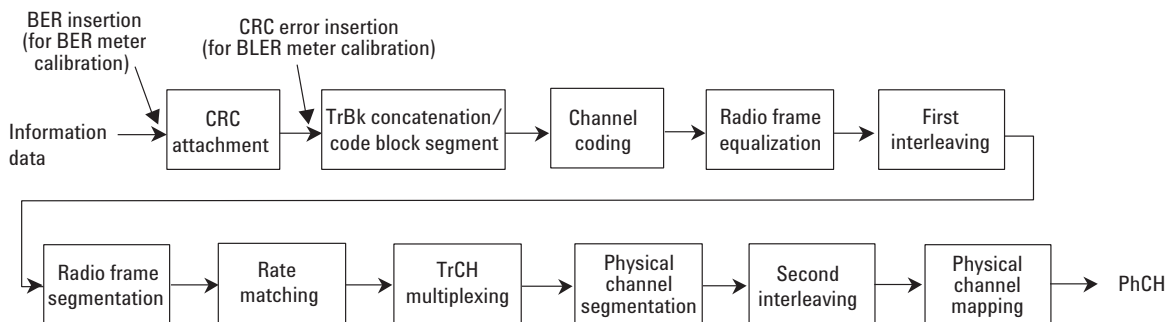 BER insertion
(for BER meter
calibration)
CRC error insertion
(for BLER meter calibration)
Information
data
CRC
attachment
TrBk concatenation/
code block segment
Channel
coding
Radio frame
equalization
First
interleaving
Radio frame
segmentation
Rate
matching
TrCH
multiplexing
Physical
channel
segmentation
Second
interleaving
Physical
channel
mapping
PhCH